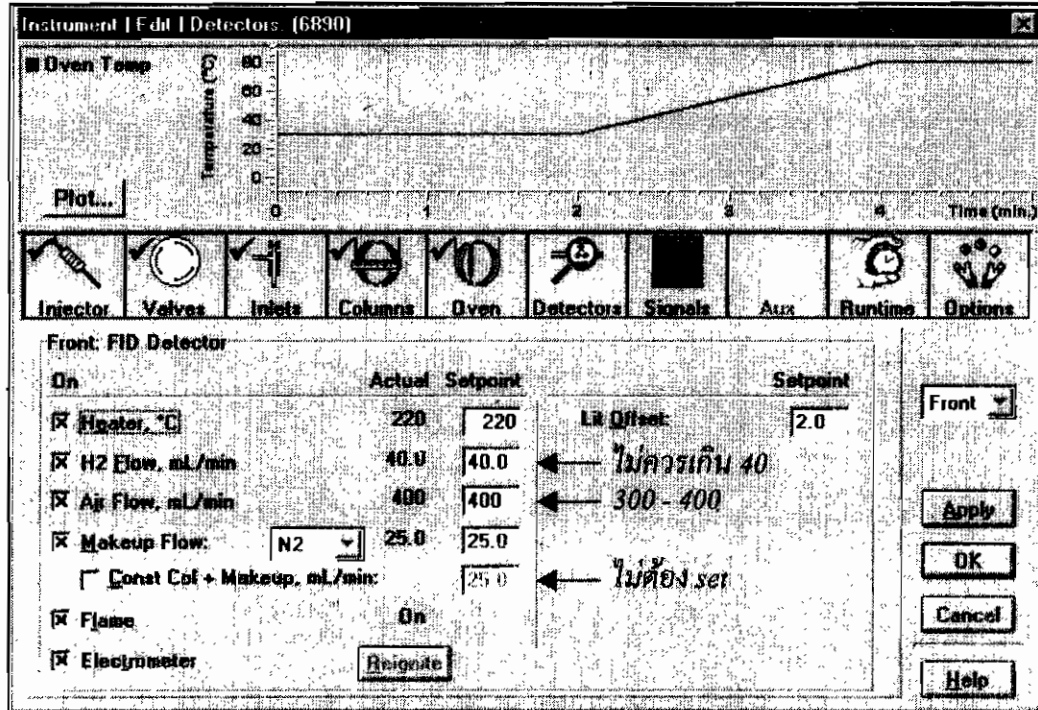 Instrument | Edit | Detectors: (6890)
Oven Temp
Temperature (°C)
80
60
40
20
0
Plot...
0 1 2 3 4 Time (min.)
Injector Valves Inlets Columns Oven Detectors Signals Aux Runtime Options
Front: FID Detector
On Actual Setpoint Setpoint
Heater, °C 220 220 Lit Offset: 2.0
Front
H2 Flow, mL/min 40.0 40.0 ไม่ควรเกิน 40
Air Flow, mL/min 400 400 300 - 400
Apply
Makeup Flow: N2 25.0 25.0
OK
Const Col + Makeup, mL/min: 25.0 ไม่ต้อง set
Flame On
Cancel
Electrometer Reignite
Help